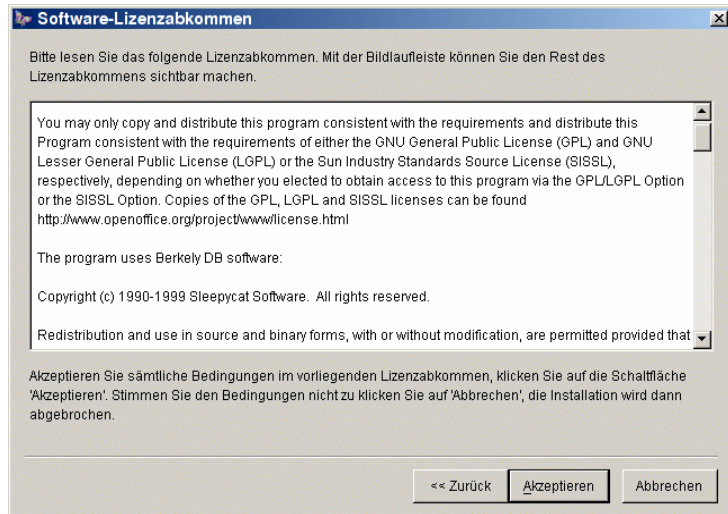 Software-Lizenzabkommen
Bitte lesen Sie das folgende Lizenzabkommen. Mit der Bildlaufleiste können Sie den Rest des
Lizenzabkommens sichtbar machen.
You may only copy and distribute this program consistent with the requirements and distribute this
Program consistent with the requirements of either the GNU General Public License (GPL) and GNU
Lesser General Public License (LGPL) or the Sun Industry Standards Source License (SISSL),
respectively, depending on whether you elected to obtain access to this program via the GPL/LGPL Option
or the SISSL Option. Copies of the GPL, LGPL and SISSL licenses can be found
http://www.openoffice.org/project/www/license.html
The program uses Berkely DB software:
Copyright (c) 1990-1999 Sleepycat Software.  All rights reserved.
Redistribution and use in source and binary forms, with or without modification, are permitted provided that
Akzeptieren Sie sämtliche Bedingungen im vorliegenden Lizenzabkommen, klicken Sie auf die Schaltfläche
'Akzeptieren'. Stimmen Sie den Bedingungen nicht zu klicken Sie auf 'Abbrechen', die Installation wird dann
abgebrochen.
<< Zurück
Akzeptieren
Abbrechen